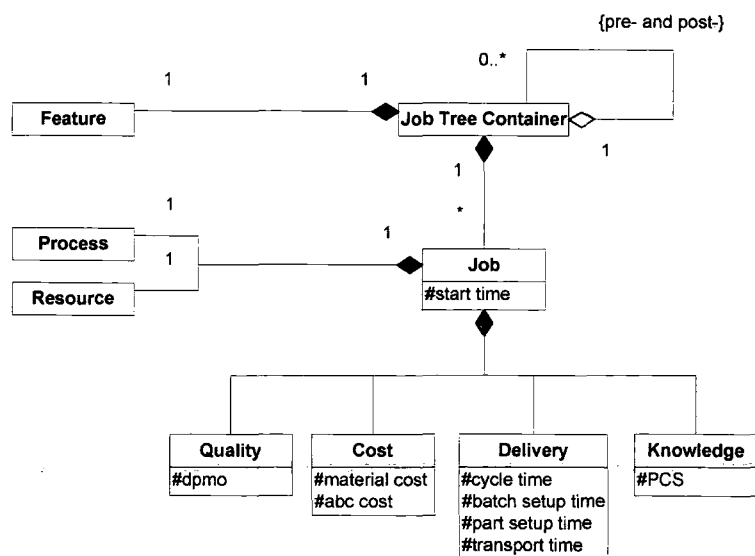 {pre- and post-}
0..*
1
1
Feature
Job Tree Container
1
1
1
*
Process
1
1
Job
Resource
#start time
Quality
Cost
Delivery
Knowledge
#dpmo
#material cost
#abc cost
#cycle time
#batch setup time
#part setup time
#transport time
#PCS